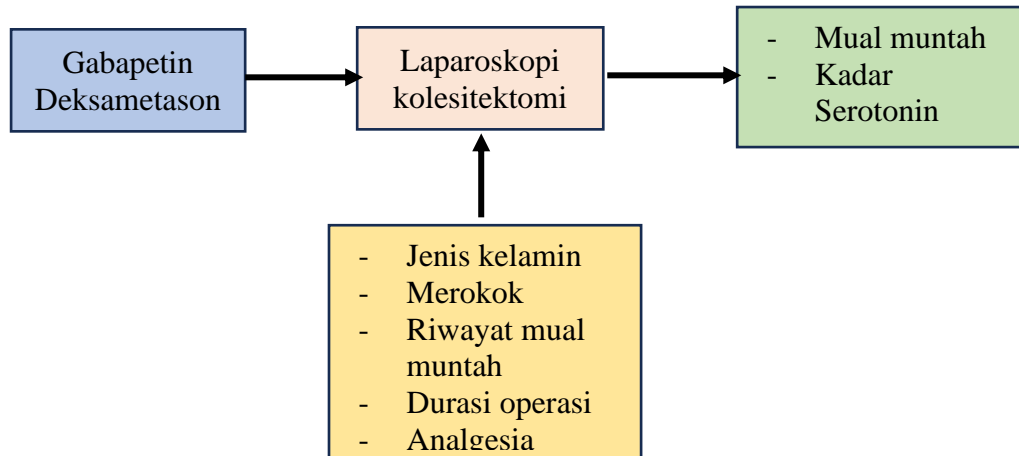 Gabapetin
Deksametason
Laparoskopi
kolesitektomi
- Mual muntah
- Kadar
Serotonin
- Jenis kelamin
- Merokok
- Riwayat mual
muntah
- Durasi operasi
- Analgesia